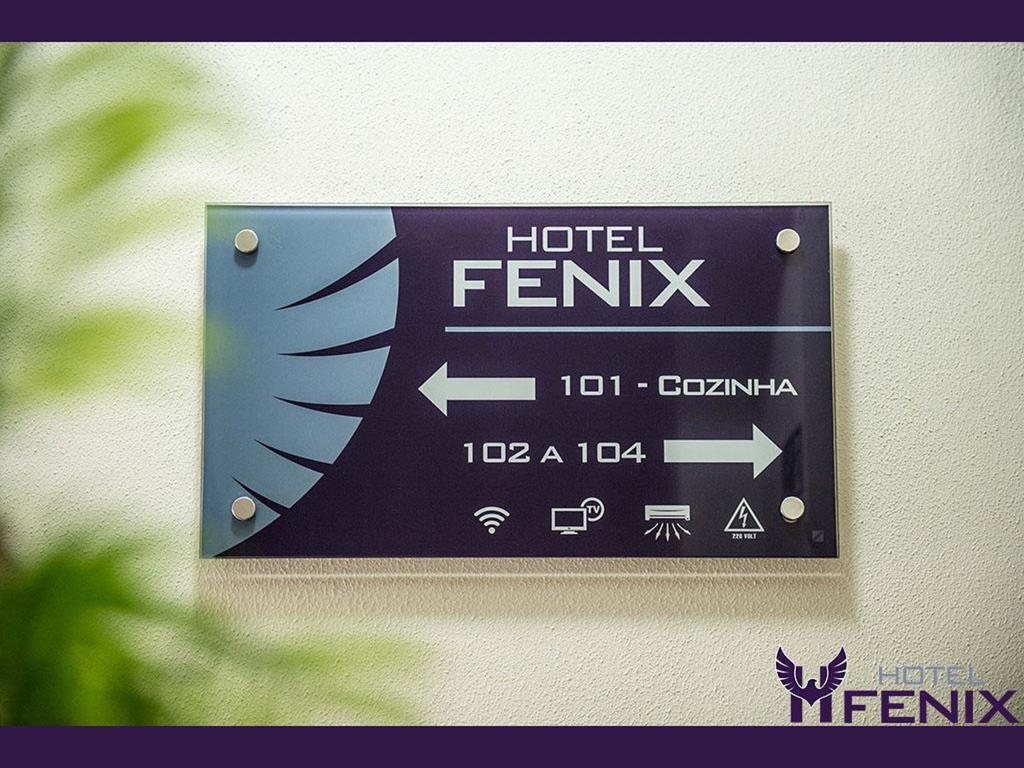 HOTEL
FENIX
101 - COZINHA
102 A 104
TV
220 VOLT
HOTEL
FENIX